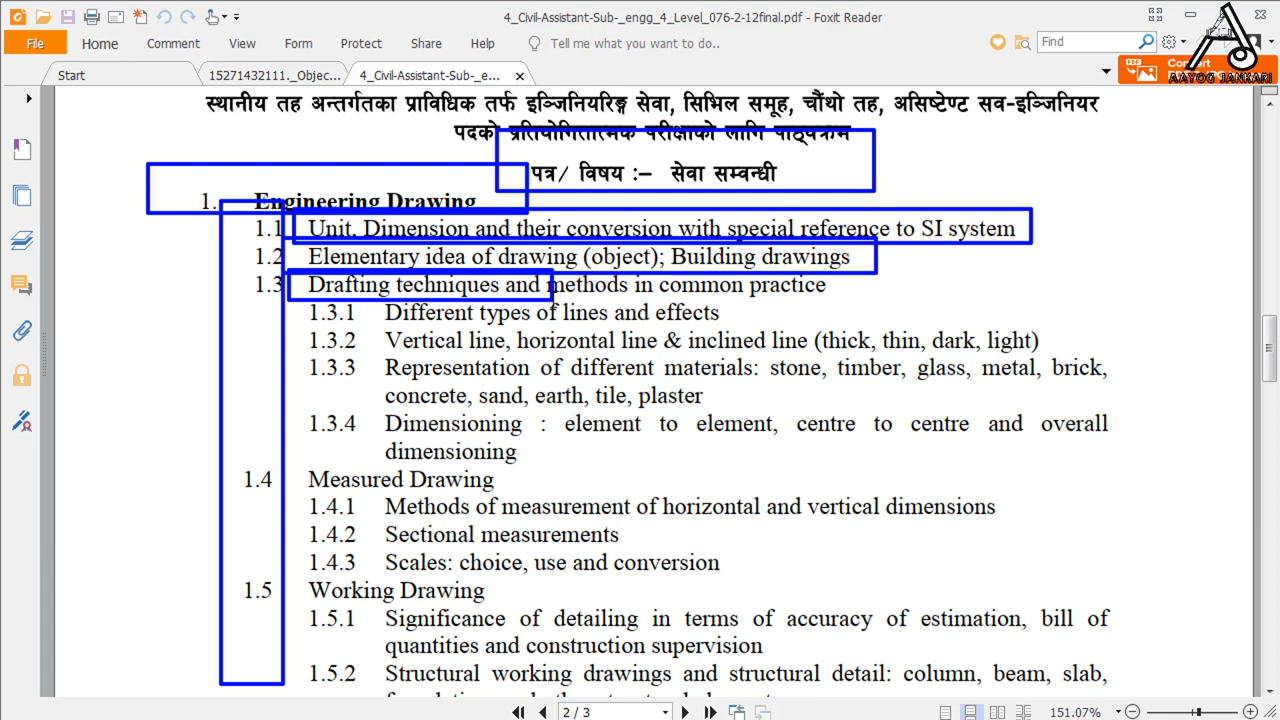 4_Civil-Assistant-Sub-_engg_4_Level_076-2-12final.pdf - Foxit Reader
File Home Comment View Form Protect Share Help Tell me what you want to do.. Find
Start 15271432111._Objec... 4_Civil-Assistant-Sub-_e... Convert
AAYOG JANKARI
स्थानीय तह अन्तर्गतका प्राविधिक तर्फ इञ्जिनियरिङ्ग सेवा, सिभिल समूह, चौंथो तह, असिष्टेण्ट सव-इञ्जिनियर
पदको प्रतियोगितात्मक परीक्षाको लागि पाठ्यक्रम
पत्र/ विषय :– सेवा सम्वन्धी
1. Engineering Drawing
1.1 Unit, Dimension and their conversion with special reference to SI system
1.2 Elementary idea of drawing (object); Building drawings
1.3 Drafting techniques and methods in common practice
1.3.1 Different types of lines and effects
1.3.2 Vertical line, horizontal line & inclined line (thick, thin, dark, light)
1.3.3 Representation of different materials: stone, timber, glass, metal, brick,
concrete, sand, earth, tile, plaster
1.3.4 Dimensioning : element to element, centre to centre and overall
dimensioning
1.4 Measured Drawing
1.4.1 Methods of measurement of horizontal and vertical dimensions
1.4.2 Sectional measurements
1.4.3 Scales: choice, use and conversion
1.5 Working Drawing
1.5.1 Significance of detailing in terms of accuracy of estimation, bill of
quantities and construction supervision
1.5.2 Structural working drawings and structural detail: column, beam, slab,
2 / 3 151.07%